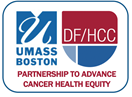 UMASS
BOSTON
DF/HCC
PARTNERSHIP TO ADVANCE
CANCER HEALTH EQUITY